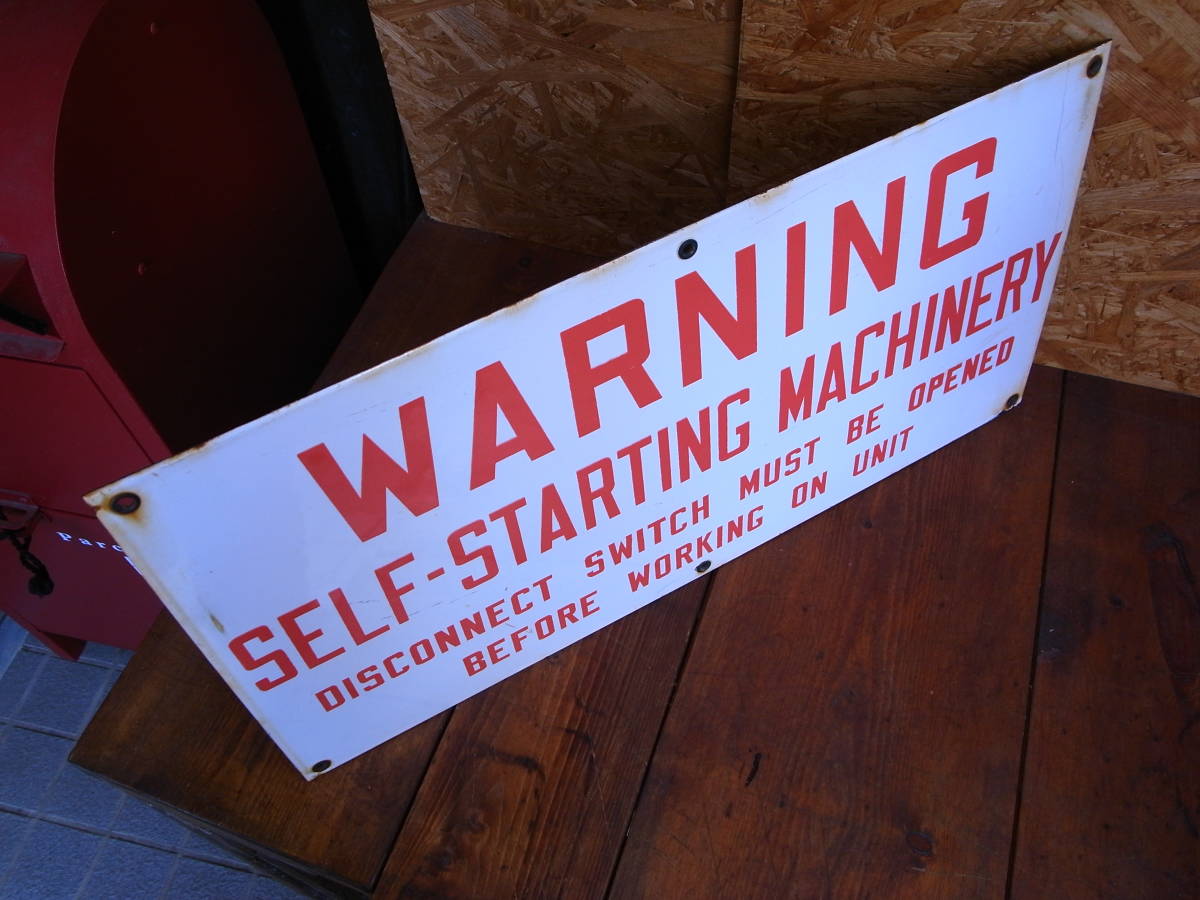 WARNING
SELF-STARTING MACHINERY
DISCONNECT SWITCH MUST BE OPENED
BEFORE WORKING ON UNIT